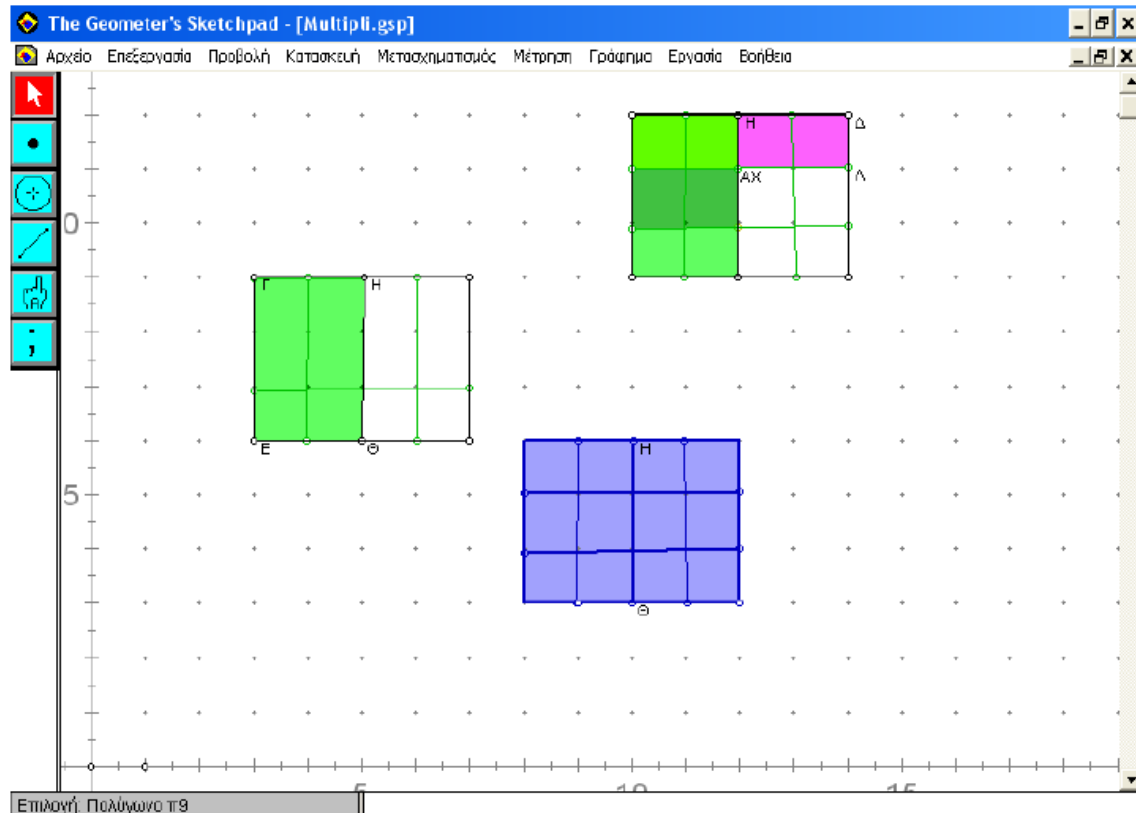 The Geometer's Sketchpad - [Multipli.gsp]
Αρχείο Επεξεργασία Προβολή Κατασκευή Μετασχηματισμός Μέτρηση Γράφημα Εργασία Βοήθεια
Η Δ
ΑΧ Λ
0
Γ Η
Ε Θ
Η
5
Θ
5 10 15
Επιλογή: Πολύγωνο π9